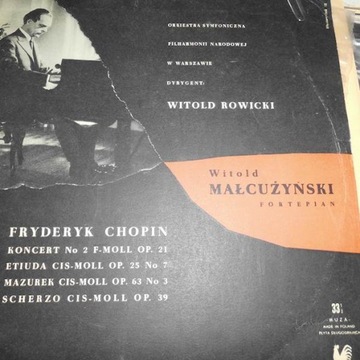 ORKIESTRA SYMFONICZNA
FILHARMONII NARODOWEJ
W WARSZAWIE
DYRYGENT:
WITOLD ROWICKI
Witold
MAŁCUŻYŃSKI
FORTEPIAN
FRYDERYK CHOPIN
KONCERT No 2 F-MOLL OP. 21
ETIUDA CIS-MOLL OP. 25 No 7
MAZUREK CIS-MOLL OP. 63 No 3
SCHERZO CIS-MOLL OP. 39
33⅓
"MUZA"
MADE IN POLAND
PŁYTA DŁUGOGRAJĄCA